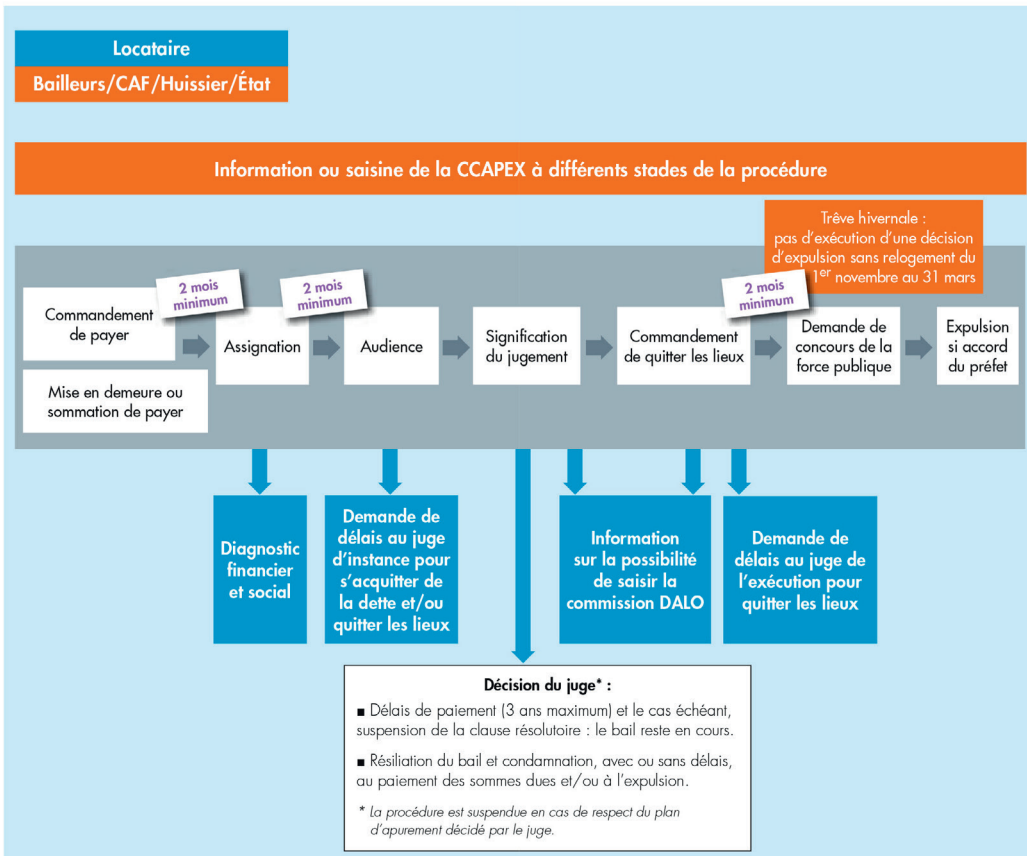 Locataire
Bailleurs/CAF/Huissier/État
Information ou saisine de la CCAPEX à différents stades de la procédure
Trêve hivernale :
pas d'exécution d'une décision
d'expulsion sans relogement du
1er novembre au 31 mars
Commandement
de payer
Mise en demeure ou
sommation de payer
2 mois
minimum
Assignation
2 mois
minimum
Audience
Signification
du jugement
Commandement
de quitter les lieux
2 mois
minimum
Demande de
concours de la
force publique
Expulsion
si accord
du préfet
Diagnostic
financier
et social
Demande de
délais au juge
d'instance pour
s'acquitter de
la dette et/ou
quitter les lieux
Information
sur la possibilité
de saisir la
commission DALO
Demande de
délais au juge de
l'exécution pour
quitter les lieux
Décision du juge* :
■ Délais de paiement (3 ans maximum) et le cas échéant,
suspension de la clause résolutoire : le bail reste en cours.
■ Résiliation du bail et condamnation, avec ou sans délais,
au paiement des sommes dues et/ou à l'expulsion.
* La procédure est suspendue en cas de respect du plan
d'apurement décidé par le juge.